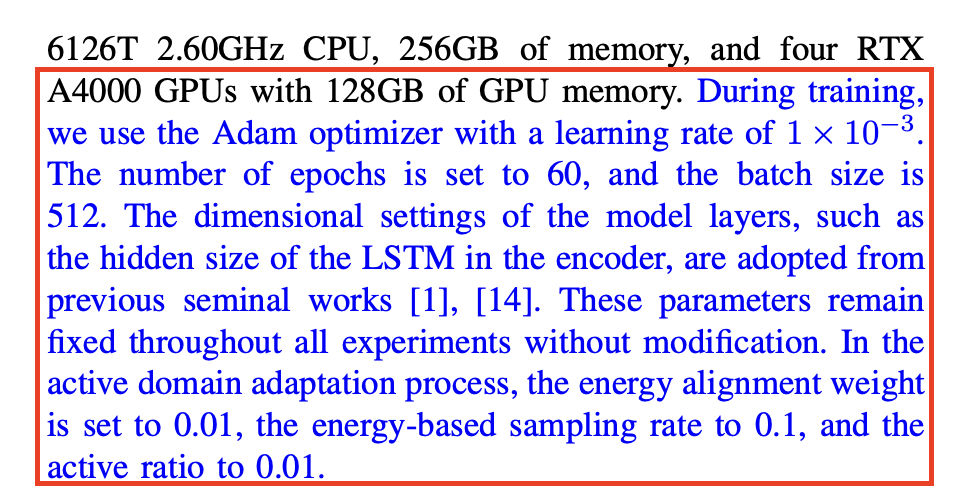 6126T 2.60GHz CPU, 256GB of memory, and four RTX
A4000 GPUs with 128GB of GPU memory. During training,
we use the Adam optimizer with a learning rate of 1 × 10⁻³.
The number of epochs is set to 60, and the batch size is
512. The dimensional settings of the model layers, such as
the hidden size of the LSTM in the encoder, are adopted from
previous seminal works [1], [14]. These parameters remain
fixed throughout all experiments without modification. In the
active domain adaptation process, the energy alignment weight
is set to 0.01, the energy-based sampling rate to 0.1, and the
active ratio to 0.01.